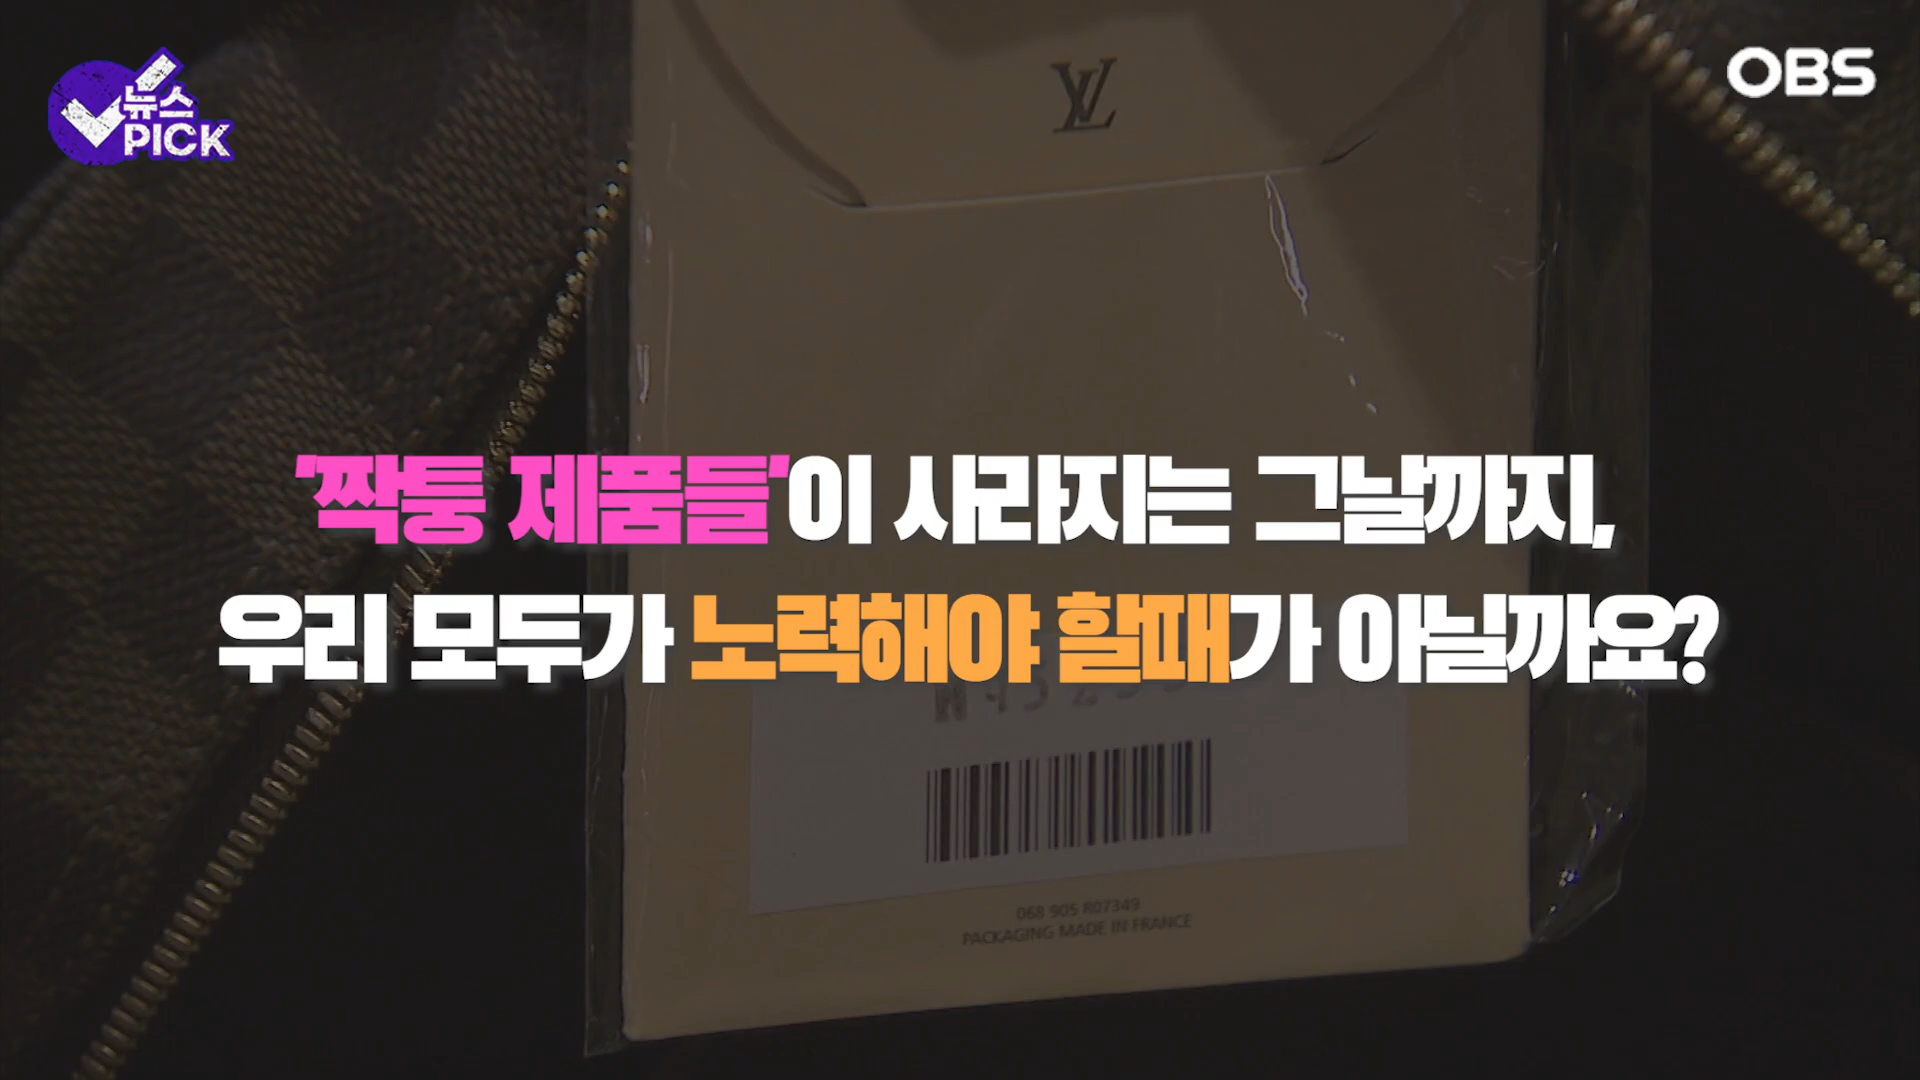 뉴스
PICK
OBS
LV
'짝퉁 제품들'이 사라지는 그날까지,
우리 모두가 노력해야 할때가 아닐까요?
068 905 R07349
PACKAGING MADE IN FRANCE